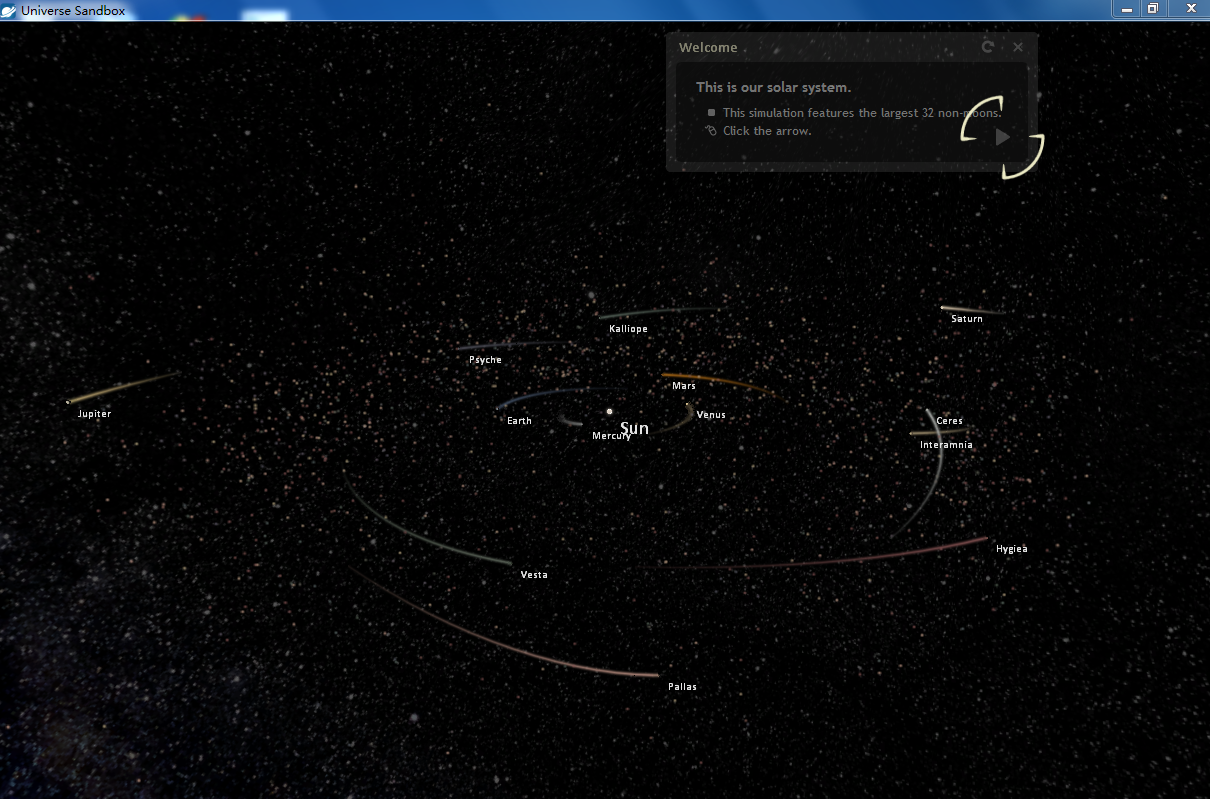 Universe Sandbox
Welcome
This is our solar system.
This simulation features the largest 32 non-moons.
Click the arrow.
Kalliope
Saturn
Psyche
Mars
Jupiter
Earth
Venus
Ceres
Sun
Mercury
Interamnia
Hygiea
Vesta
Pallas